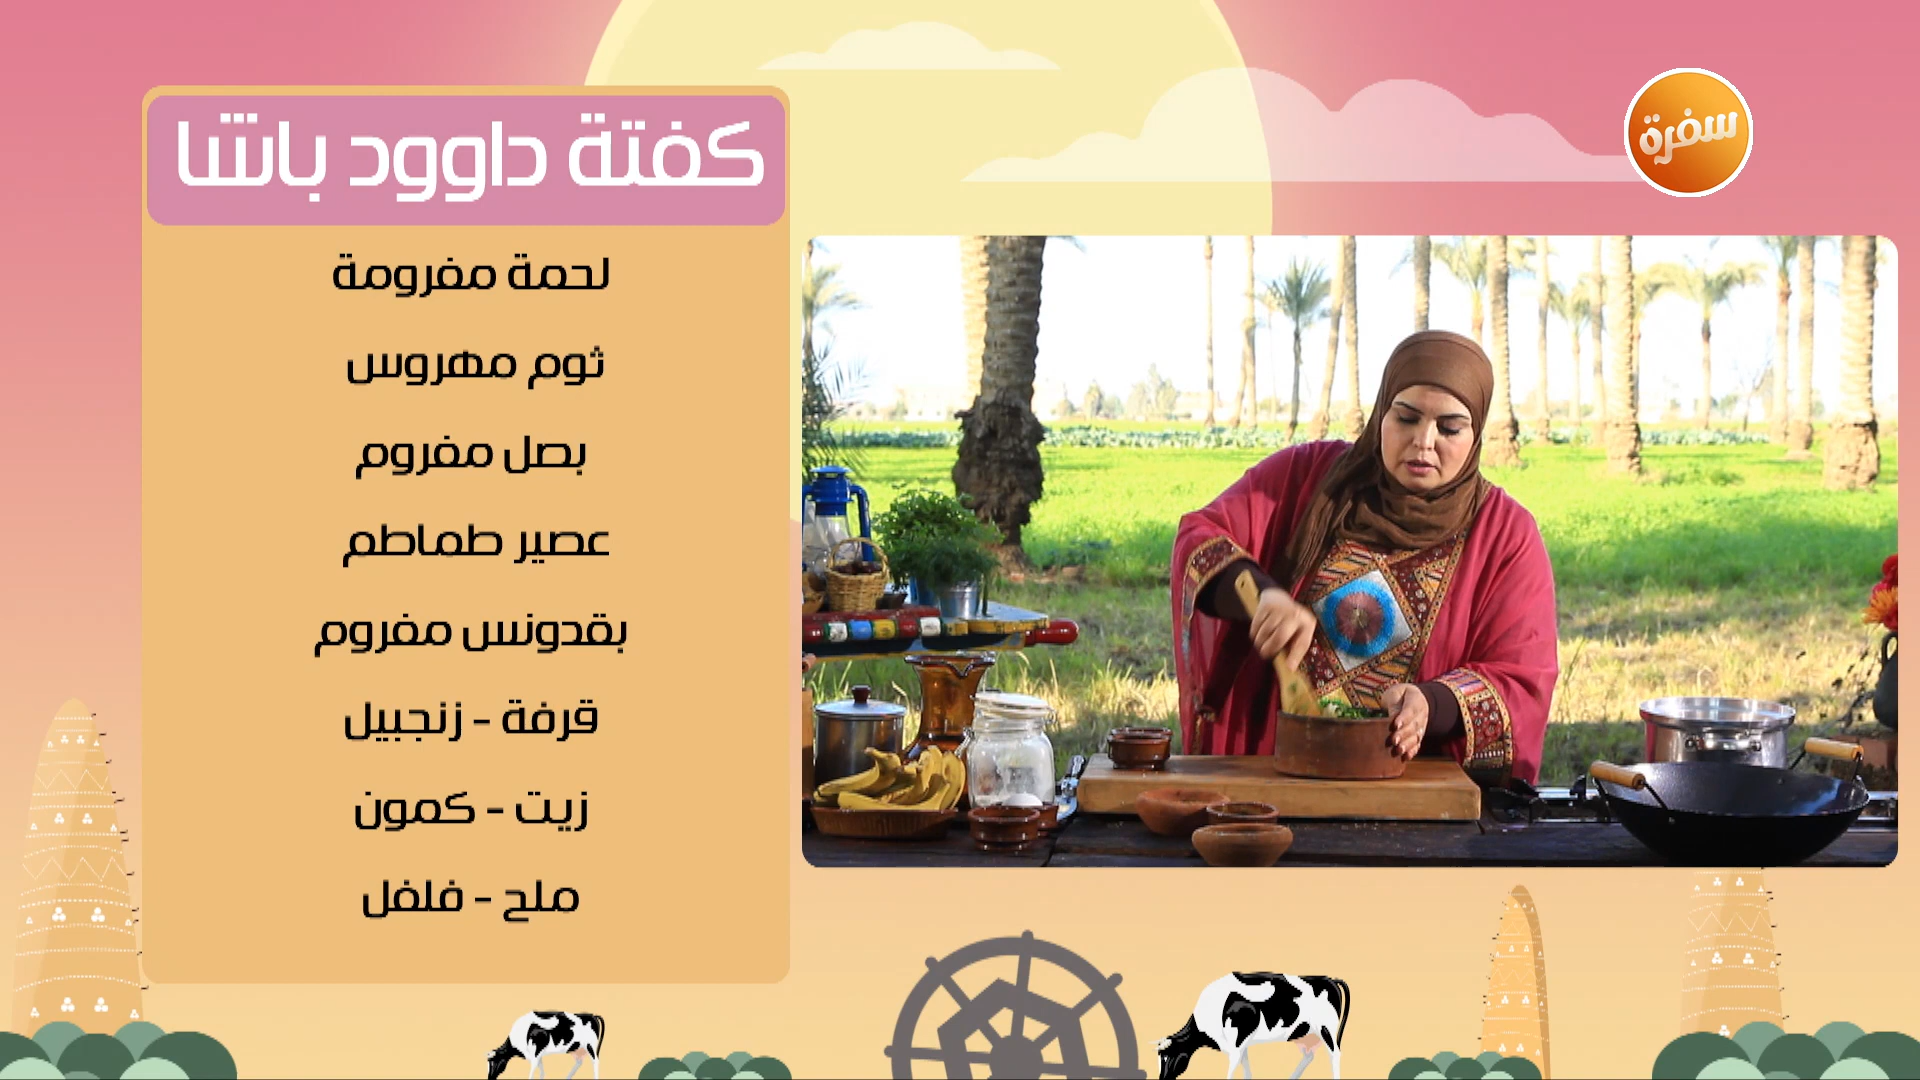 كفتة داوود باشا
لحمة مفرومة
ثوم مهروس
بصل مفروم
عصير طماطم
بقدونس مفروم
قرفة - زنجبيل
زيت - كمون
ملح - فلفل
سفرة